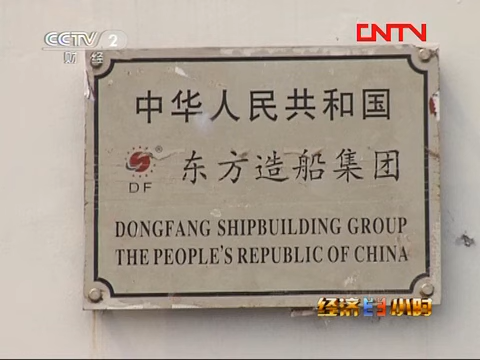 CCTV 2
财经
CNTV
中华人民共和国
DF
东方造船集团
DONGFANG SHIPBUILDING GROUP
THE PEOPLE'S REPUBLIC OF CHINA
经济半小时